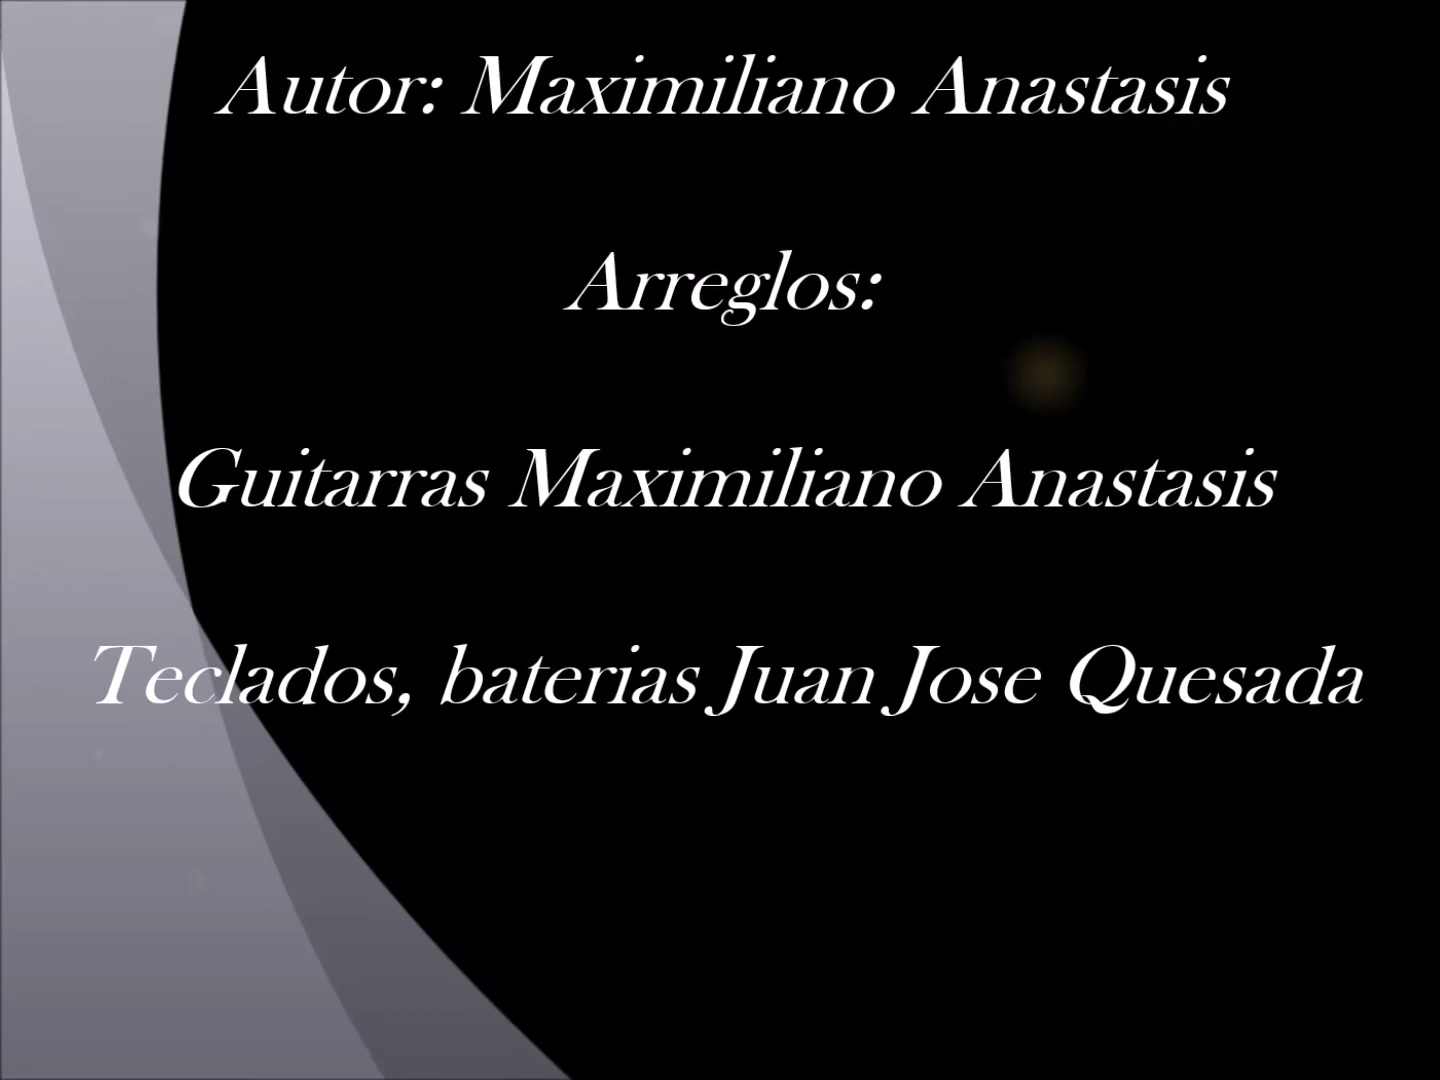 Autor: Maximiliano Anastasis
Arreglos:
Guitarras Maximiliano Anastasis
Teclados, baterias Juan Jose Quesada